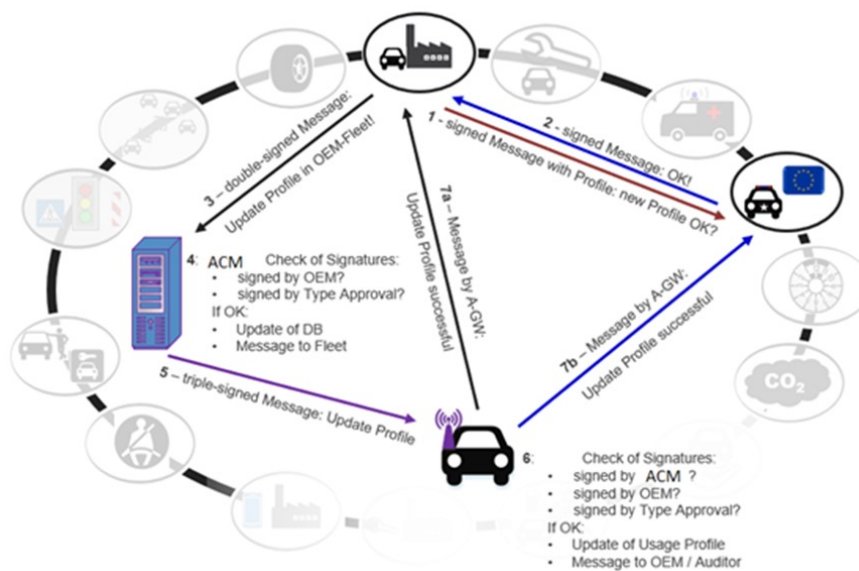 2 - signed Message: OK!
1 - signed Message with Profile: new Profile OK?
3 – double-signed Message:
Update Profile in OEM-Fleet!
7a – Message by A-GW:
Update Profile successful
7b – Message by A-GW:
Update Profile successful
4: ACM Check of Signatures:
• signed by OEM?
• signed by Type Approval?
If OK:
• Update of DB
• Message to Fleet
5 – triple-signed Message: Update Profile
CO2
6: Check of Signatures:
• signed by ACM ?
• signed by OEM?
• signed by Type Approval?
If OK:
• Update of Usage Profile
• Message to OEM / Auditor